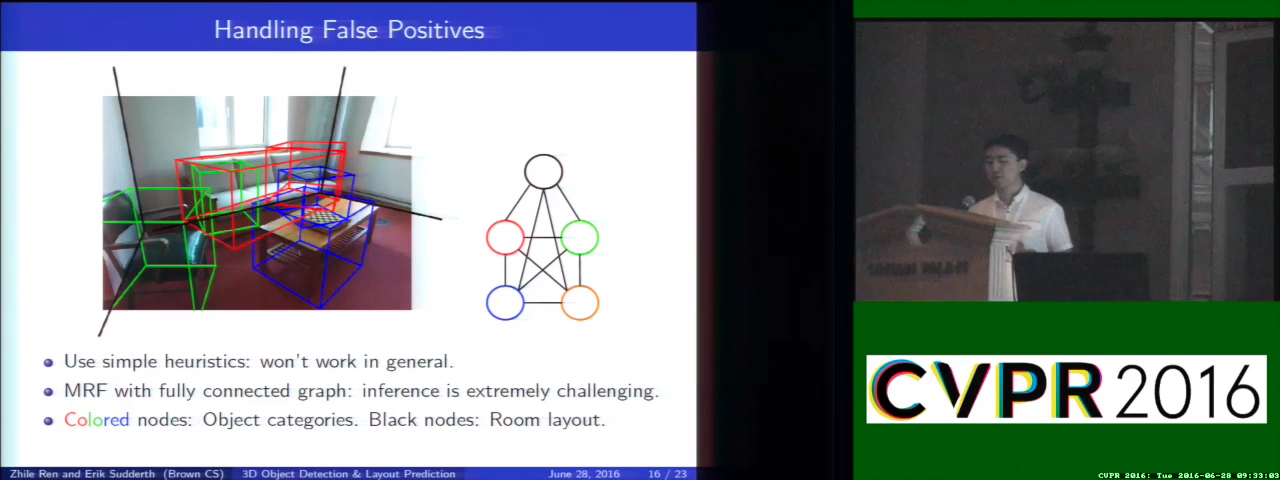 Handling False Positives
Use simple heuristics: won't work in general.
MRF with fully connected graph: inference is extremely challenging.
Colored nodes: Object categories. Black nodes: Room layout.
Zhile Ren and Erik Sudderth (Brown CS) 3D Object Detection & Layout Prediction June 28, 2016 16 / 23
CVPR 2016
CVPR 2016: Tue 2016-06-28 09:33:03